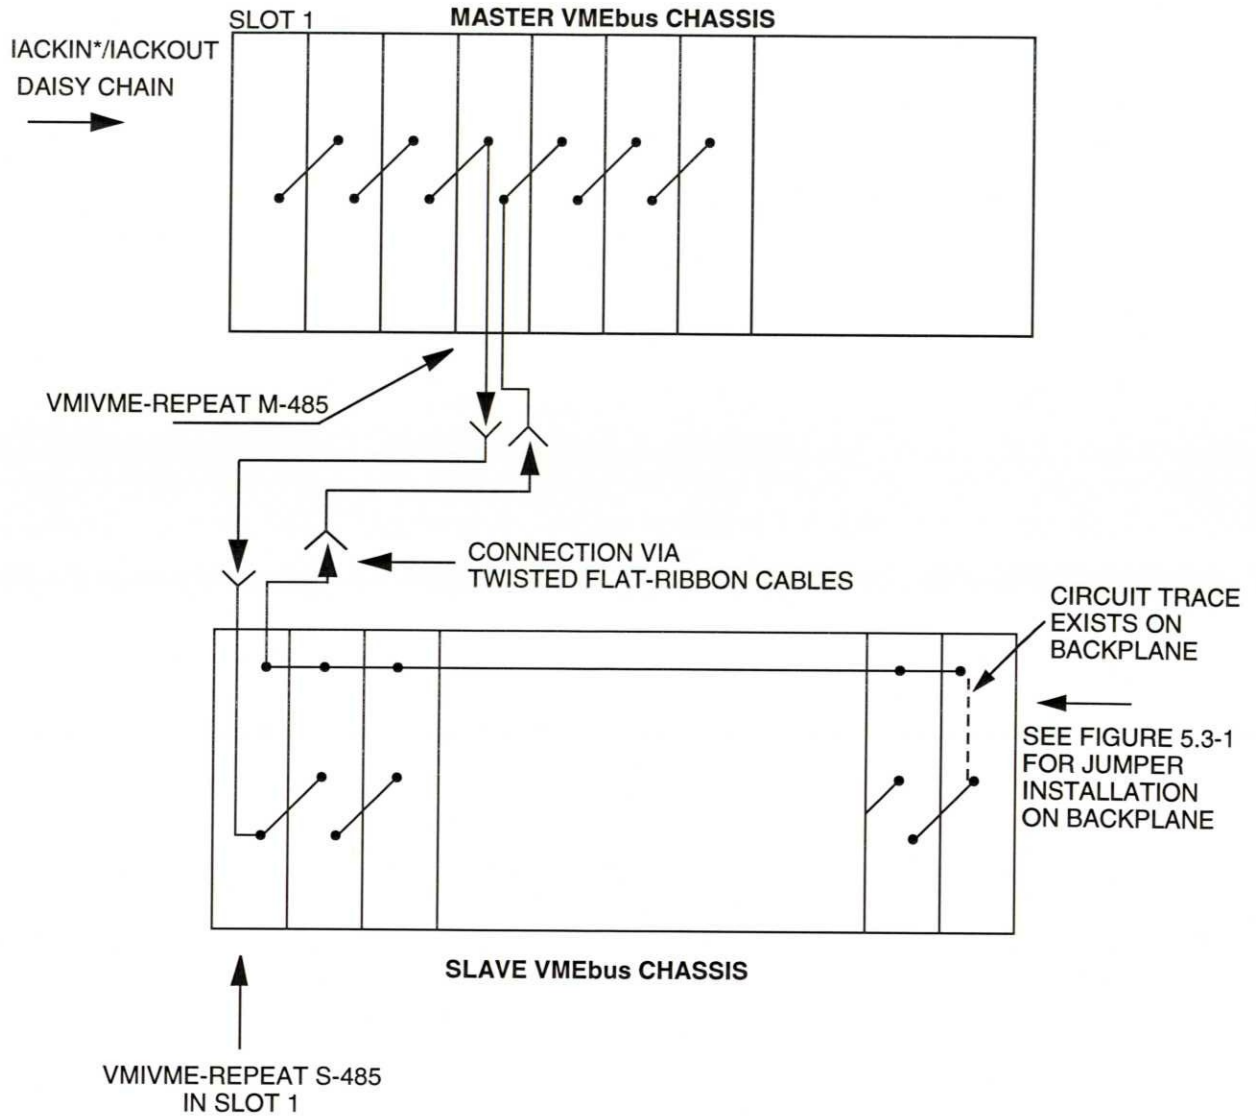 SLOT 1
MASTER VMEbus CHASSIS
IACKIN*/IACKOUT
DAISY CHAIN
VMIVME-REPEAT M-485
CONNECTION VIA
TWISTED FLAT-RIBBON CABLES
CIRCUIT TRACE
EXISTS ON
BACKPLANE
SEE FIGURE 5.3-1
FOR JUMPER
INSTALLATION
ON BACKPLANE
SLAVE VMEbus CHASSIS
VMIVME-REPEAT S-485
IN SLOT 1